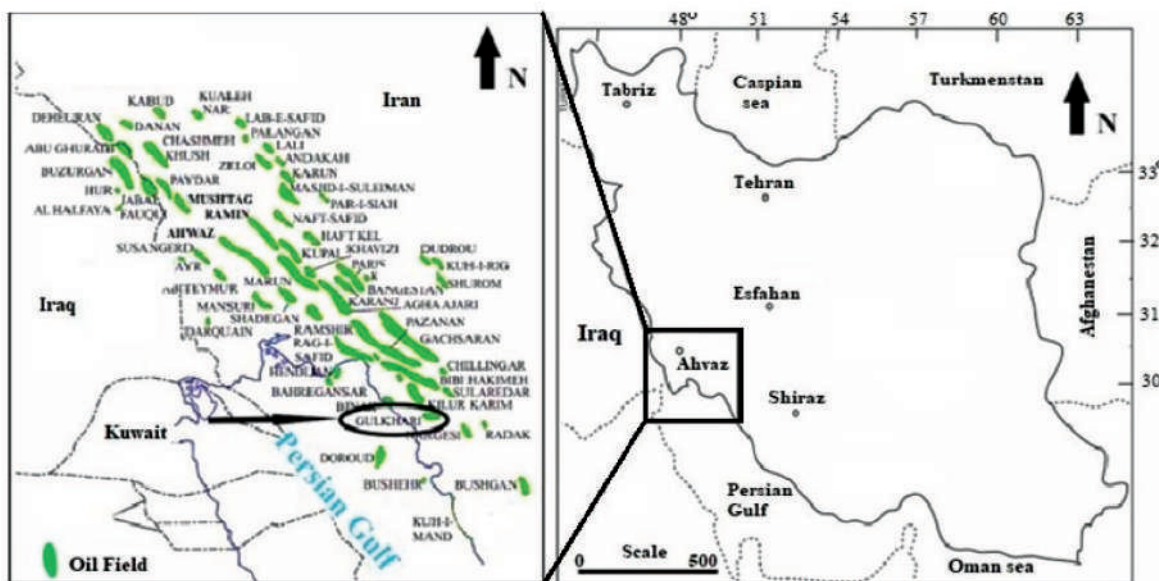 N
Iran
KABUD
KUALEH
NAR
DEHLURAN
DANAN
LAB-E-SAFID
PALANGAN
CHASHMEH
KHUSH
LALI
ABU GHURAIB
ZELOI
ANDAKAH
KARUN
BUZURGAN
PAYDAR
MASJID-I-SULEIMAN
HUR
JABAL
FAUQUI
MUSHTAG
RAMIN
PAR-I-SIAH
AL HALFAYA
NAFT-SAFID
AHWAZ
HAFT KEL
SUSANGERD
KUPAL
KHAVIZI
DUDROU
PARIS
KUH-I-RIG
AYR
SHUROM
Iraq
AB TEYMUR
MARUN
BANGESTAN
MANSURI
KARANJ
AGHA AJARI
SHADEGAN
DARQUAIN
RAMSHIR
PAZANAN
RAG-I-
SAFID
GACHSARAN
HENDIJAN
CHILLINGAR
BIBI HAKIMEH
BAHREGANSAR
SULABEDAR
KILUR KARIM
GULKHARI
RADAK
Kuwait
DOROUD
BUSHEHR
BUSHGAN
Persian Gulf
KUH-I-
MAND
Oil Field
48⁰
51
54
57
60
63
Tabriz
Caspian
sea
Turkmenstan
N
33⁰
Tehran
32
31
Esfahan
Afghanestan
Iraq
Ahvaz
30
Shiraz
Persian
Gulf
Scale
0
500
Oman sea